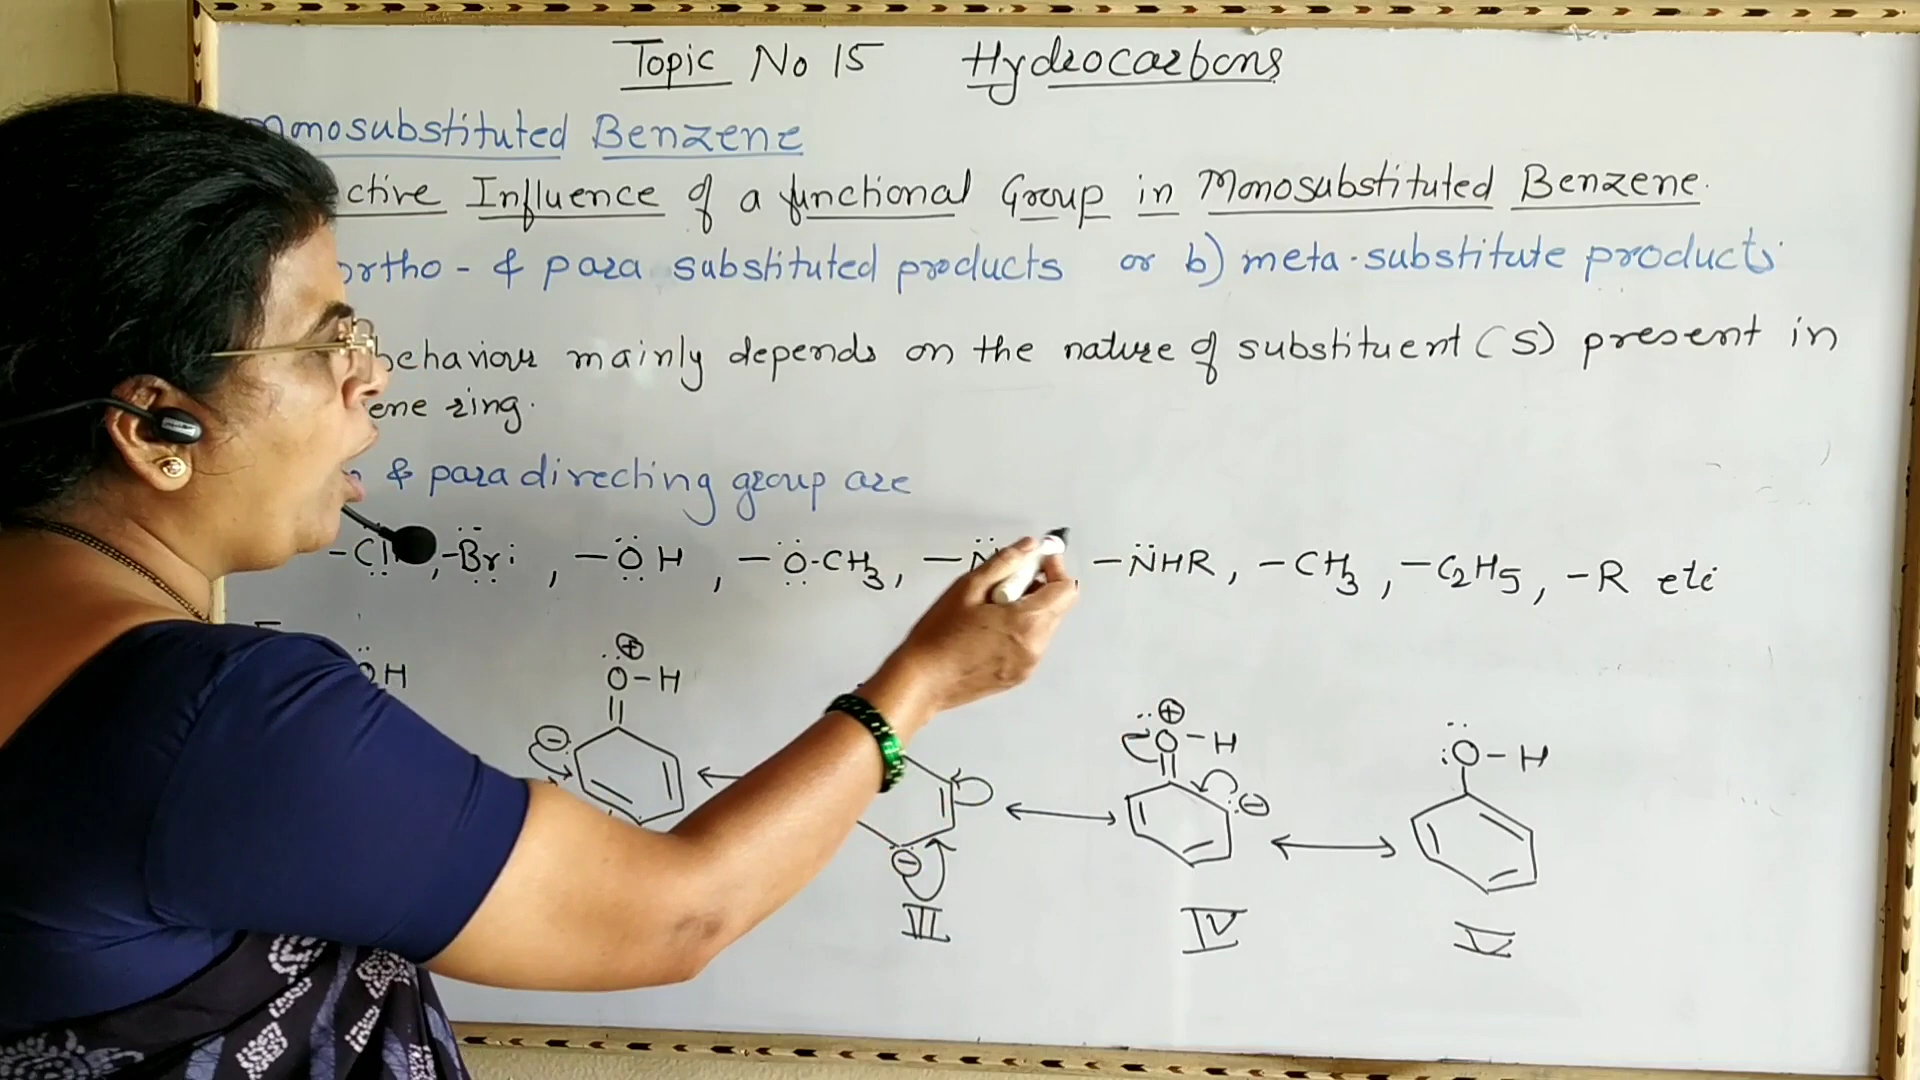 Topic No 15 Hydrocarbons
Monosubstituted Benzene
ctive Influence of a functional Group in Monosubstituted Benzene.
ortho - & para substituted products or b) meta-substitute products
behaviour mainly depends on the nature of substituent (S) present in
ene ring.
& para directing group are
-Cl, -Br:, -OH, -O-CH3, -N, -NHR, -CH3, -C2H5, -R etc
OH ⊕ O-H ⊕ O-H :O-H
⊖ ⊖ ⊖
III IV V